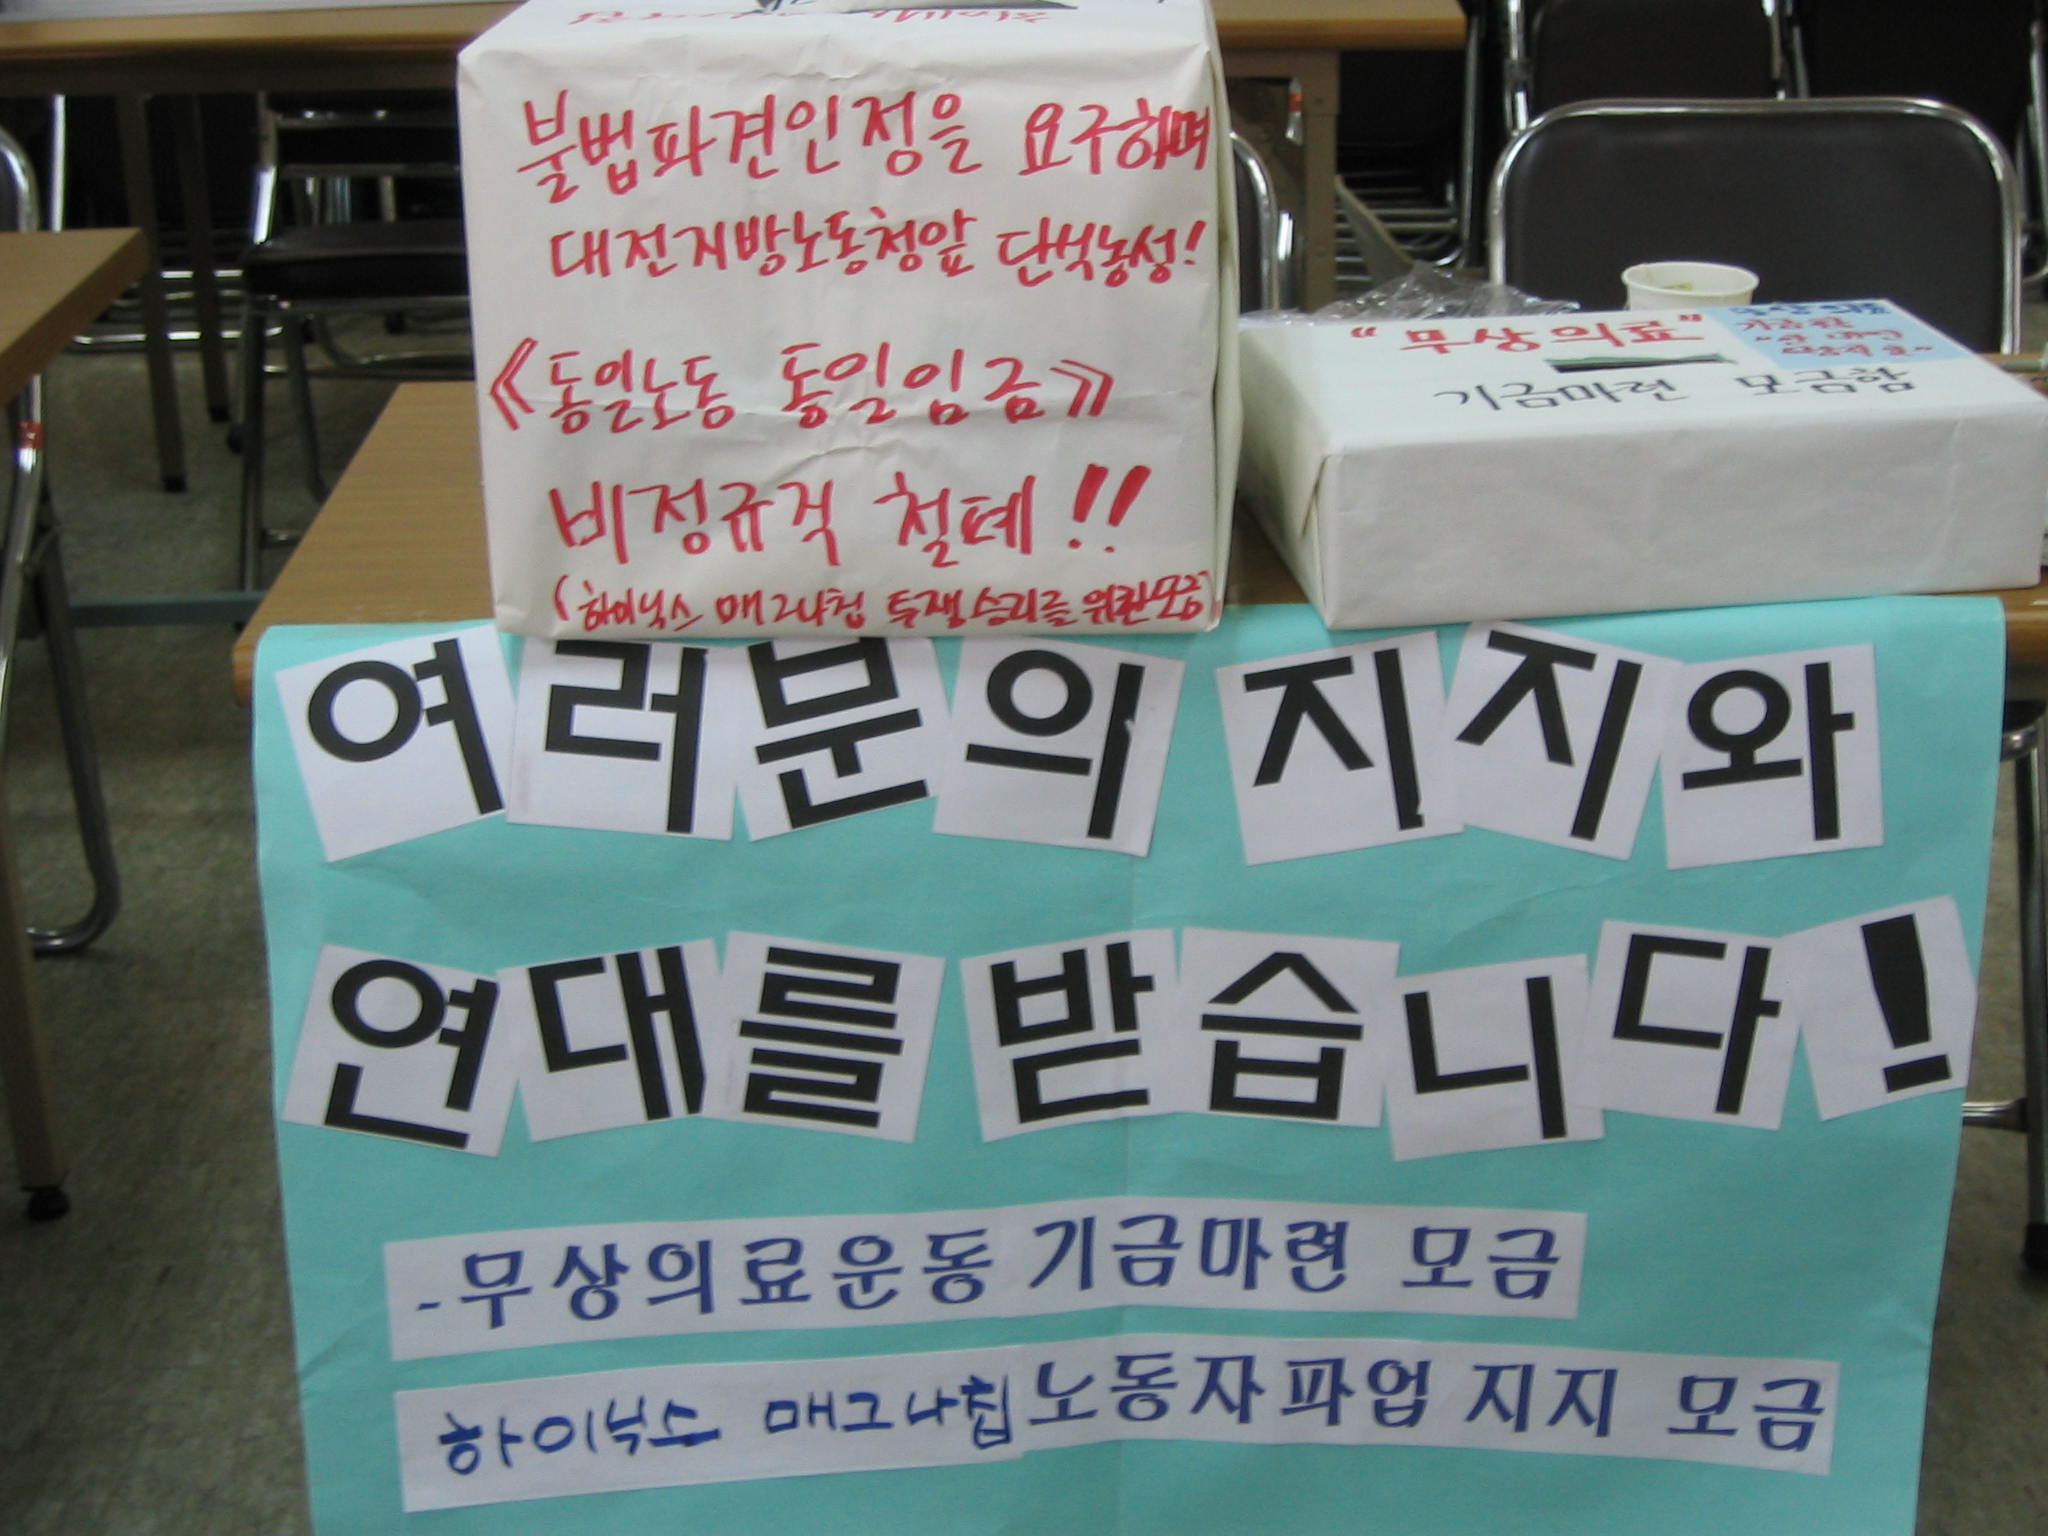 불법파견인정을 요구하며
대전지방노동청앞 단식농성!
《동일노동 동일임금》
비정규직 철폐!!
(하이닉스 매그나칩 투쟁승리를 위한모금)
"무상의료"
기금마련 모금함
무상의료
여러분의 지지와
연대를 받습니다!
-무상의료운동 기금마련 모금
하이닉스 매그나칩노동자파업 지지 모금